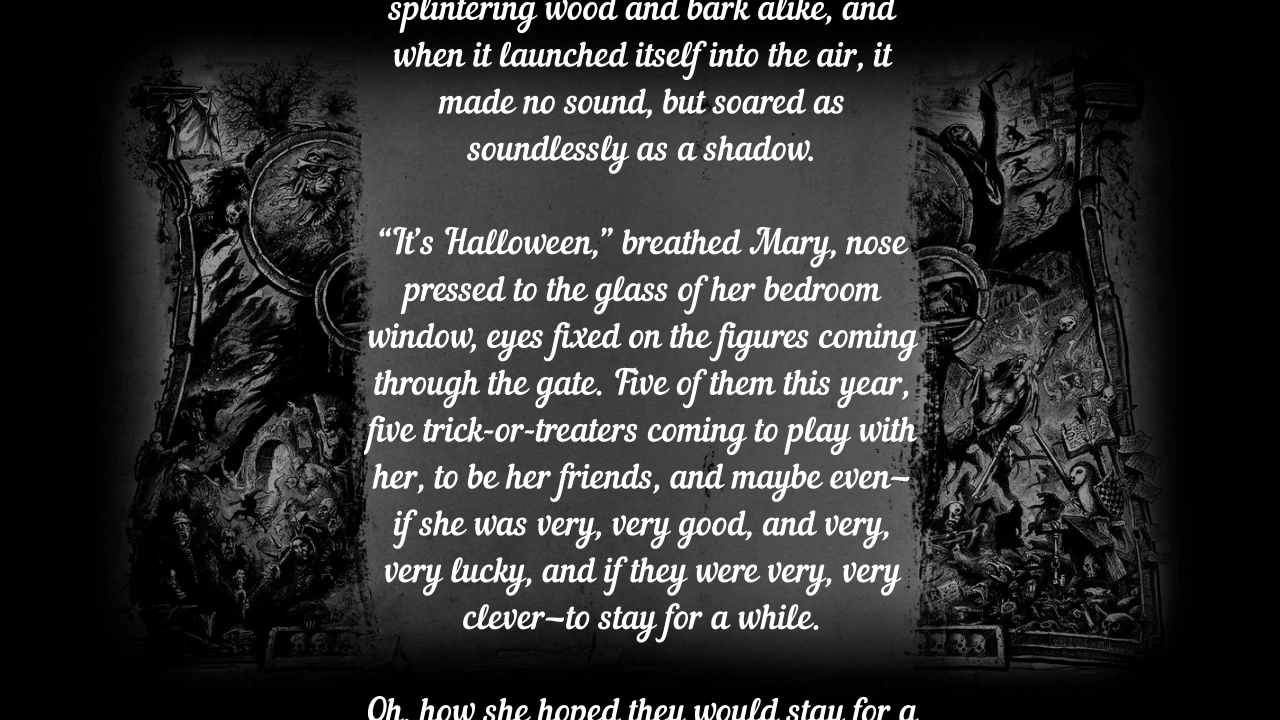 splintering wood and bark alike, and
when it launched itself into the air, it
made no sound, but soared as
soundlessly as a shadow.
“It’s Halloween,” breathed Mary, nose
pressed to the glass of her bedroom
window, eyes fixed on the figures coming
through the gate. Five of them this year,
five trick-or-treaters coming to play with
her, to be her friends, and maybe even—
if she was very, very good, and very,
very lucky, and if they were very, very
clever—to stay for a while.
Oh, how she hoped they would stay for a